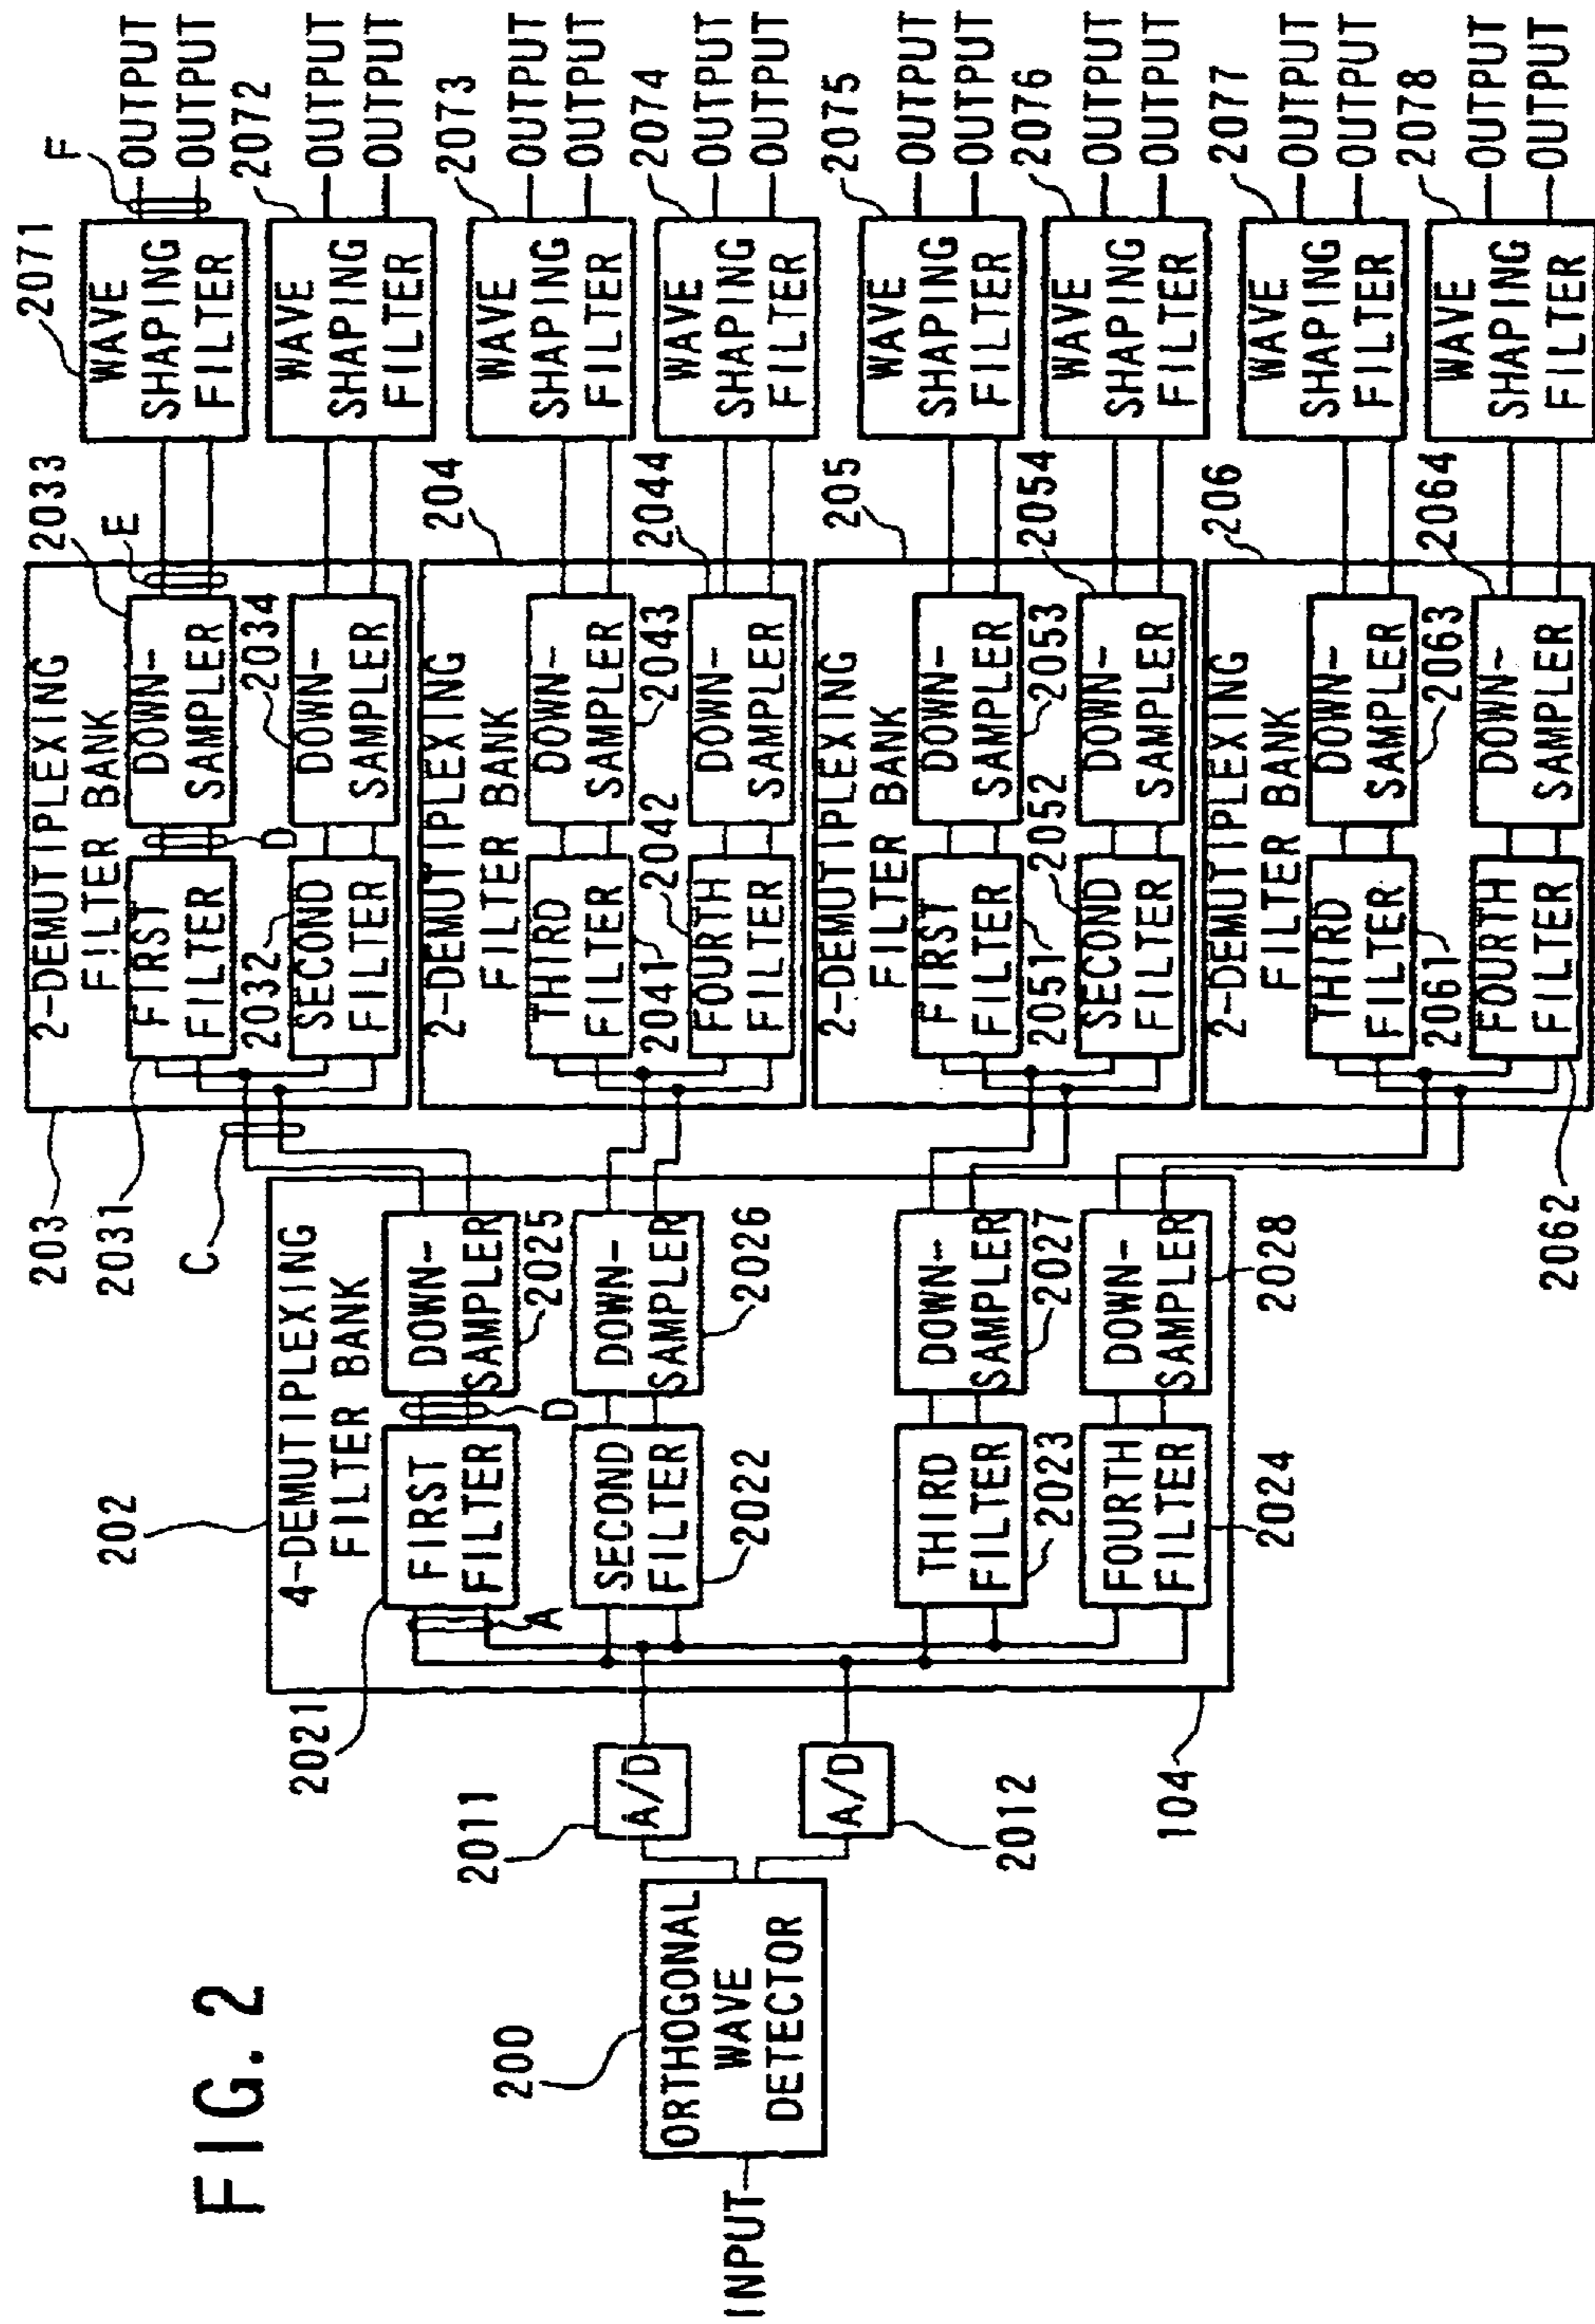 FIG. 2
INPUT
200
ORTHOGONAL
WAVE
DETECTOR
2011
A/D
2012
A/D
104
202
4-DEMUTIPLEXING
FILTER BANK
2021
FIRST
FILTER
A
D
DOWN-
SAMPLER
2025
SECOND
FILTER
2022
DOWN-
SAMPLER
2026
THIRD
FILTER
2023
DOWN-
SAMPLER
2027
FOURTH
FILTER
2024
DOWN-
SAMPLER
2028
203
2031
C
2-DEMUTIPLEXING
FILTER BANK
FIRST
FILTER
D
DOWN-
SAMPLER
2033
E
2032
SECOND
FILTER
2034
DOWN-
SAMPLER
204
2-DEMUTIPLEXING
FILTER BANK
THIRD
FILTER
2041
DOWN-
SAMPLER
2043
2042
FOURTH
FILTER
DOWN-
SAMPLER
2044
205
2-DEMUTIPLEXING
FILTER BANK
FIRST
FILTER
2051
DOWN-
SAMPLER
2053
2052
SECOND
FILTER
DOWN-
SAMPLER
2054
206
2-DEMUTIPLEXING
FILTER BANK
THIRD
FILTER
2061
DOWN-
SAMPLER
2063
FOURTH
FILTER
2062
DOWN-
SAMPLER
2064
2071
WAVE
SHAPING
FILTER
F
OUTPUT
OUTPUT
2072
WAVE
SHAPING
FILTER
OUTPUT
OUTPUT
2073
WAVE
SHAPING
FILTER
OUTPUT
OUTPUT
2074
WAVE
SHAPING
FILTER
OUTPUT
OUTPUT
2075
WAVE
SHAPING
FILTER
OUTPUT
OUTPUT
2076
WAVE
SHAPING
FILTER
OUTPUT
OUTPUT
2077
WAVE
SHAPING
FILTER
OUTPUT
OUTPUT
2078
WAVE
SHAPING
FILTER
OUTPUT
OUTPUT